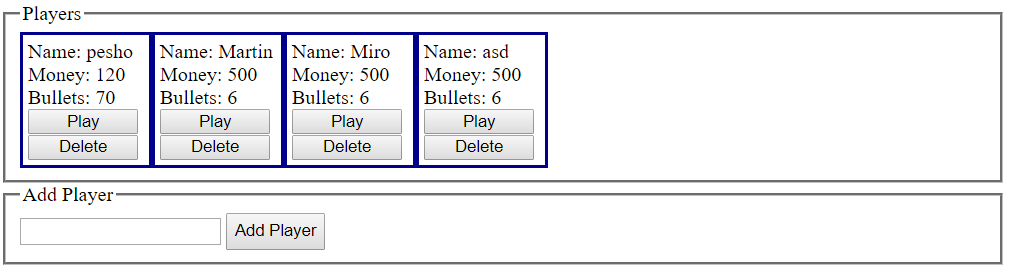 Players
Name: pesho
Money: 120
Bullets: 70
Play
Delete
Name: Martin
Money: 500
Bullets: 6
Play
Delete
Name: Miro
Money: 500
Bullets: 6
Play
Delete
Name: asd
Money: 500
Bullets: 6
Play
Delete
Add Player
Add Player